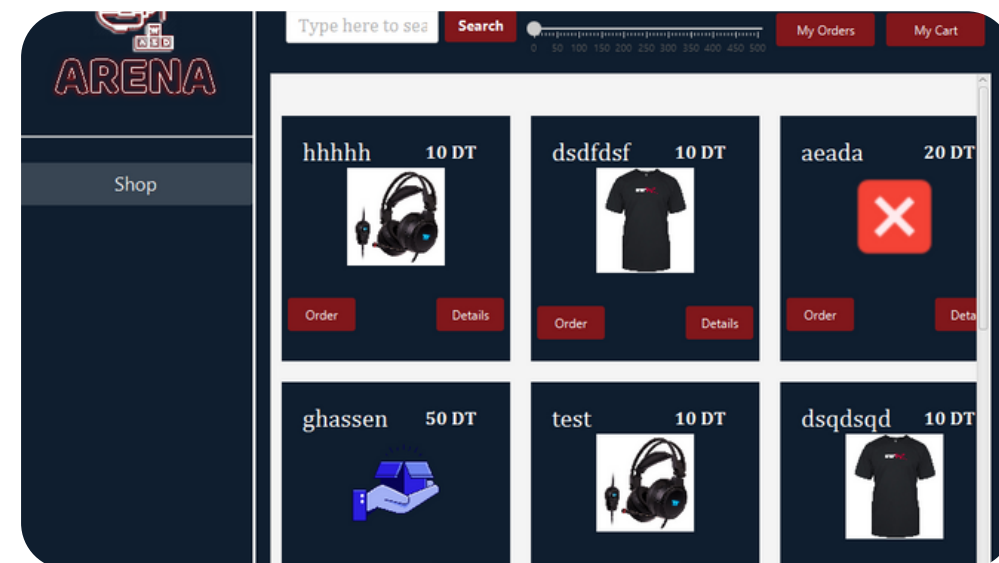 W
A S D
ARENA
Shop
Type here to sea
Search
0 50 100 150 200 250 300 350 400 450 500
My Orders
My Cart
hhhhh 10 DT
Order Details
dsdfdsf 10 DT
Order Details
aeada 20 DT
Order Deta
ghassen 50 DT
test 10 DT
dsqdsqd 10 DT